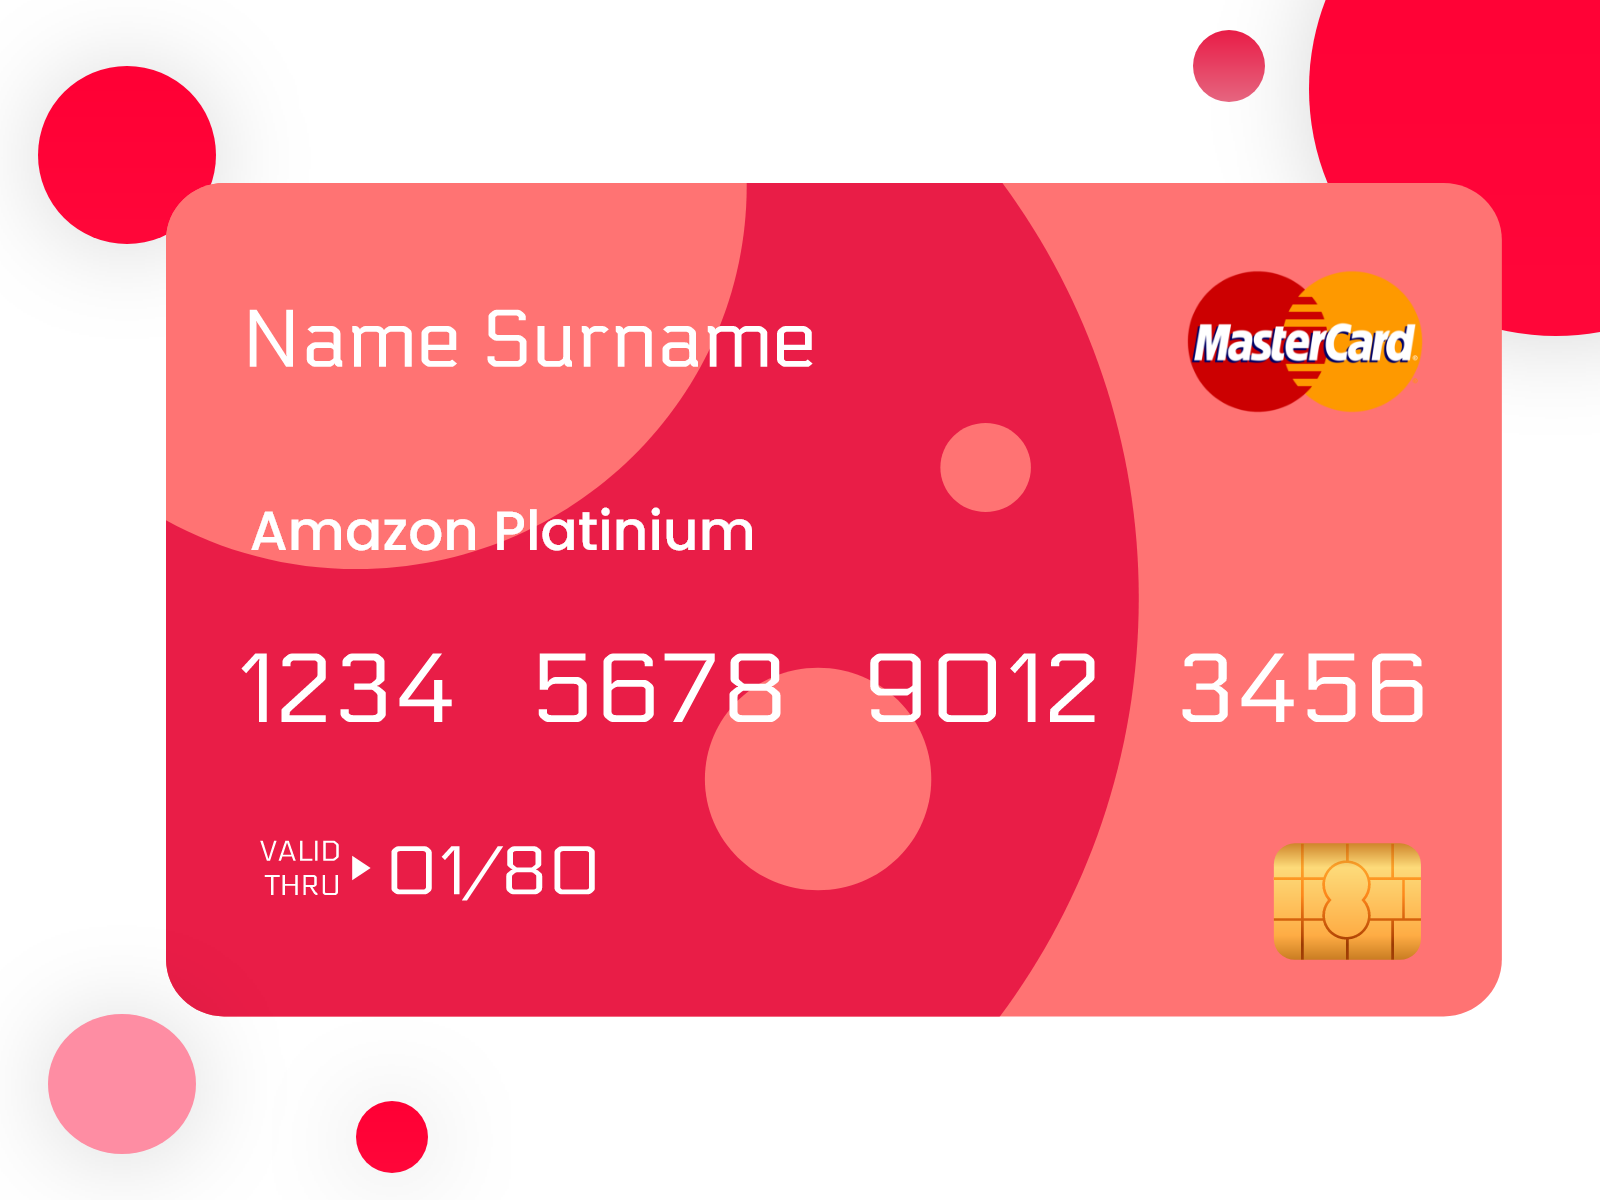 Name Surname
MasterCard
Amazon Platinium
1234 5678 9012 3456
VALID
THRU
01/80